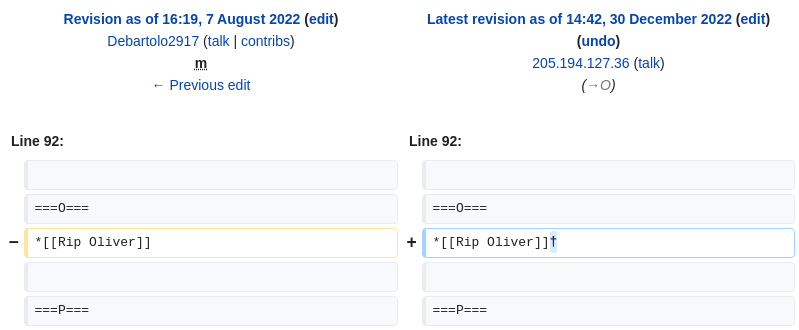 Revision as of 16:19, 7 August 2022 (edit)
Debartolo2917 (talk | contribs)
m
← Previous edit
Latest revision as of 14:42, 30 December 2022 (edit)
(undo)
205.194.127.36 (talk)
(→O)
Line 92:
Line 92:
===O===
===O===
− *[[Rip Oliver]]
+ *[[Rip Oliver]]†
===P===
===P===